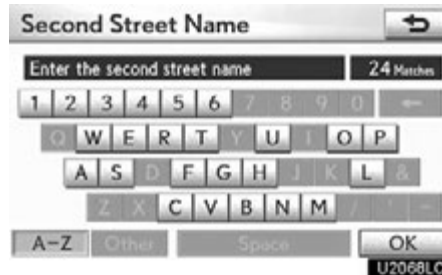 Second Street Name
Enter the second street name 24 Matches
1 2 3 4 5 6 7 8 9 0 ←
Q W E R T Y U I O P
A S D F G H J K L &
Z X C V B N M / ' -
A-Z Other Space OK
U2068LC